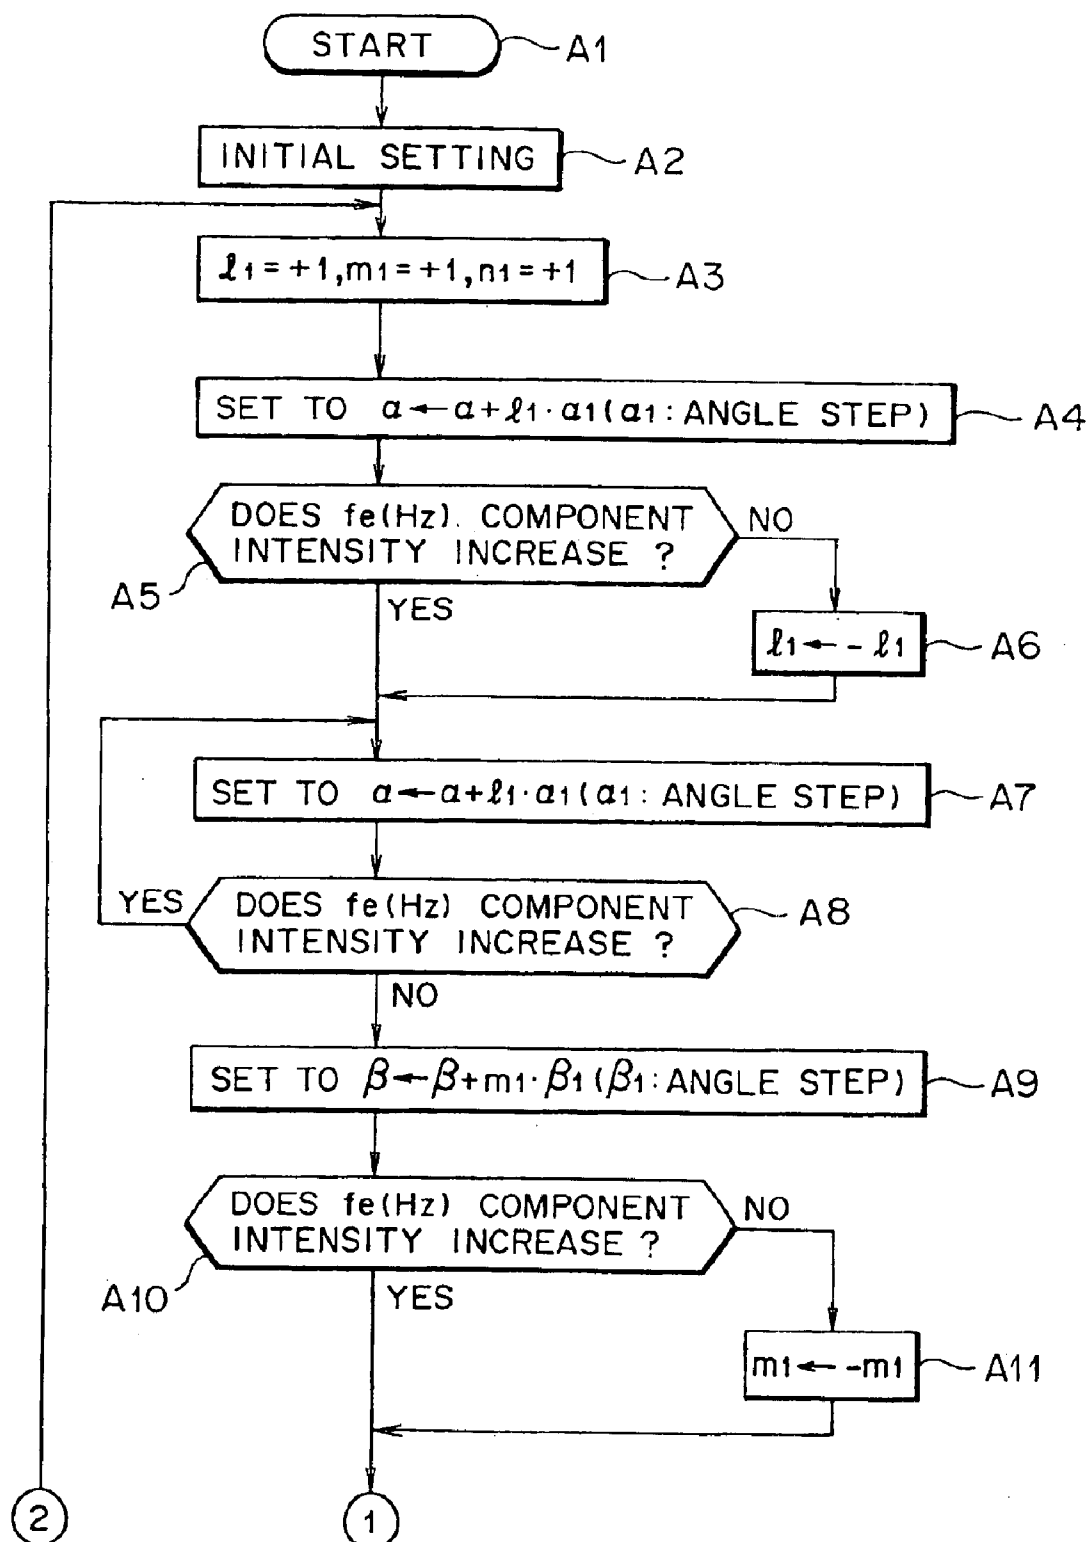 START
A1
INITIAL SETTING
A2
ℓ1=+1,m1=+1,n1=+1
A3
SET TO α←α+ℓ1·α1(α1:ANGLE STEP)
A4
DOES fe(Hz). COMPONENT
INTENSITY INCREASE ?
NO
A5
YES
ℓ1←-ℓ1
A6
SET TO α←α+ℓ1·α1(α1:ANGLE STEP)
A7
YES
DOES fe(Hz) COMPONENT
INTENSITY INCREASE ?
A8
NO
SET TO β←β+m1·β1(β1:ANGLE STEP)
A9
DOES fe(Hz) COMPONENT
INTENSITY INCREASE ?
NO
A10
YES
m1←-m1
A11
2
1